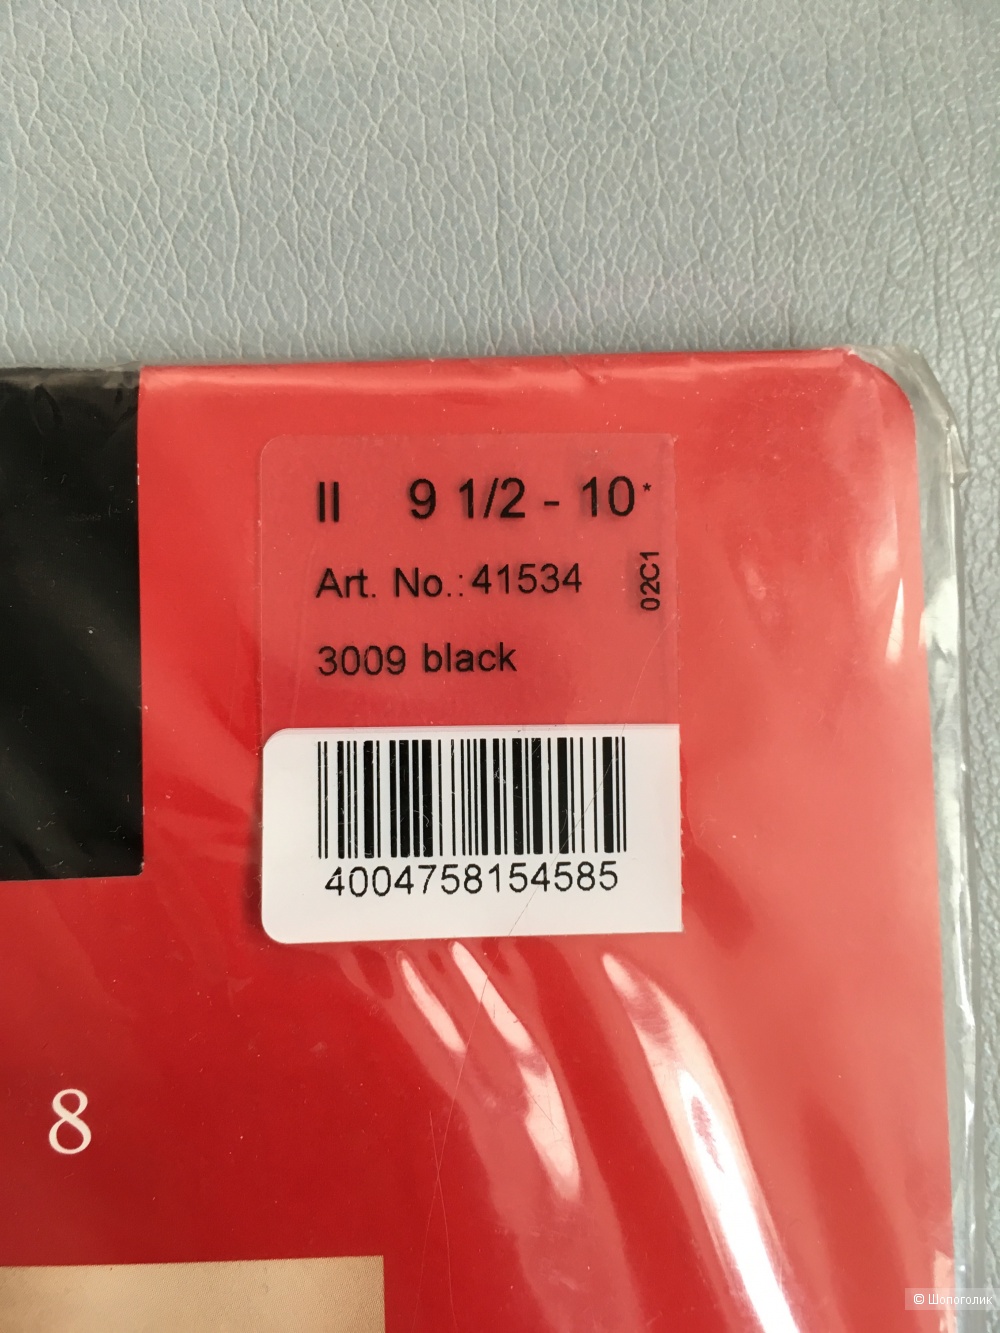 II 9 1/2 - 10*
Art. No.: 41534
02C1
3009 black
4004758154585
8
© Шопоголик